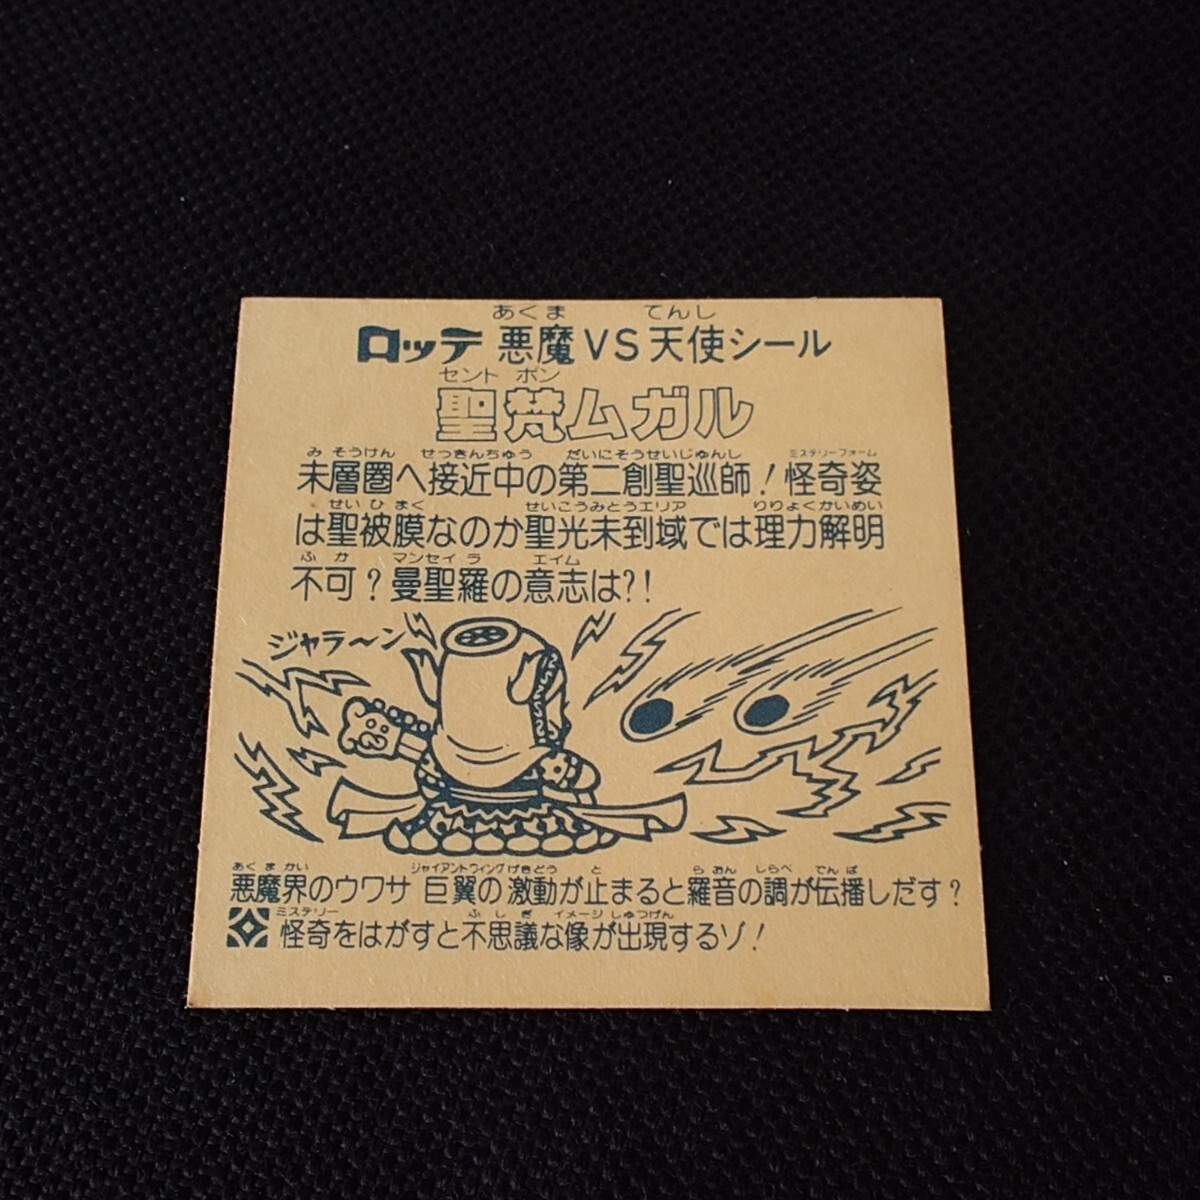 あくま てんし
ロッテ 悪魔VS天使シール
セント ボン
聖梵ムガル
みそうけん せっきんちゅう だいにそうせいじゅんし ミステリーフォーム
未層圏へ接近中の第二創聖巡師！怪奇姿
せいひまく せいこうみとうエリア りりょくかいめい
は聖被膜なのか聖光未到域では理力解明
ふか マンセイラ エイム
不可？曼聖羅の意志は?!
ジャラ〜ン
あくまかい ジャイアントウィング げきどう と らおん しらべ でんぱ
悪魔界のウワサ 巨翼の激動が止まると羅音の調が伝播しだす？
ミステリー ふしぎ イメージ しゅつげん
怪奇をはがすと不思議な像が出現するゾ！